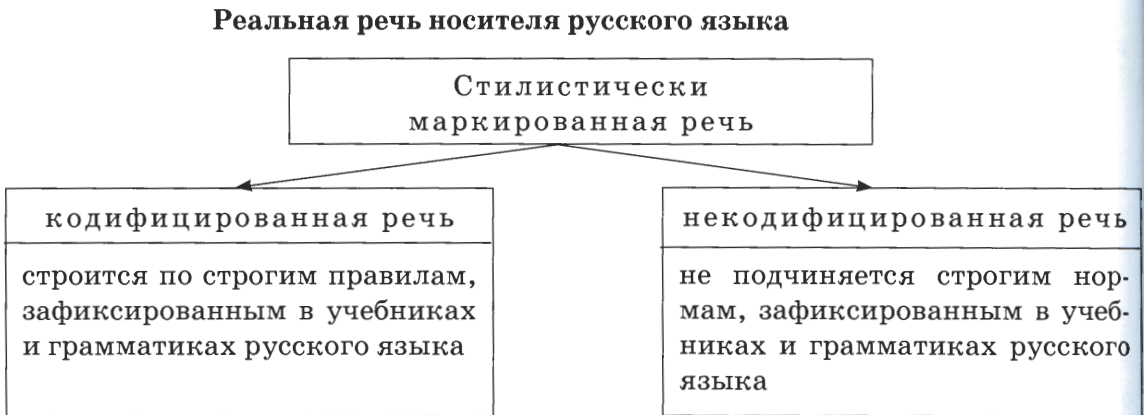 Реальная речь носителя русского языка
Стилистически
маркированная речь
кодифицированная речь
строится по строгим правилам,
зафиксированным в учебниках
и грамматиках русского языка
некодифицированная речь
не подчиняется строгим нор-
мам, зафиксированным в учеб-
никах и грамматиках русского
языка